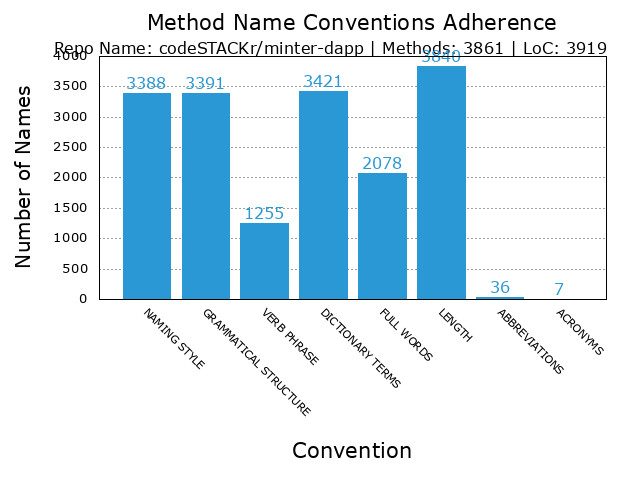 Method Name Conventions Adherence
Repo Name: codeSTACKr/minter-dapp | Methods: 3861 | LoC: 3919
Number of Names
4000
3500
3000
2500
2000
1500
1000
500
0
3388
3391
1255
3421
2078
3840
36
7
NAMING STYLE
GRAMMATICAL STRUCTURE
VERB PHRASE
DICTIONARY TERMS
FULL WORDS
LENGTH
ABBREVIATIONS
ACRONYMS
Convention